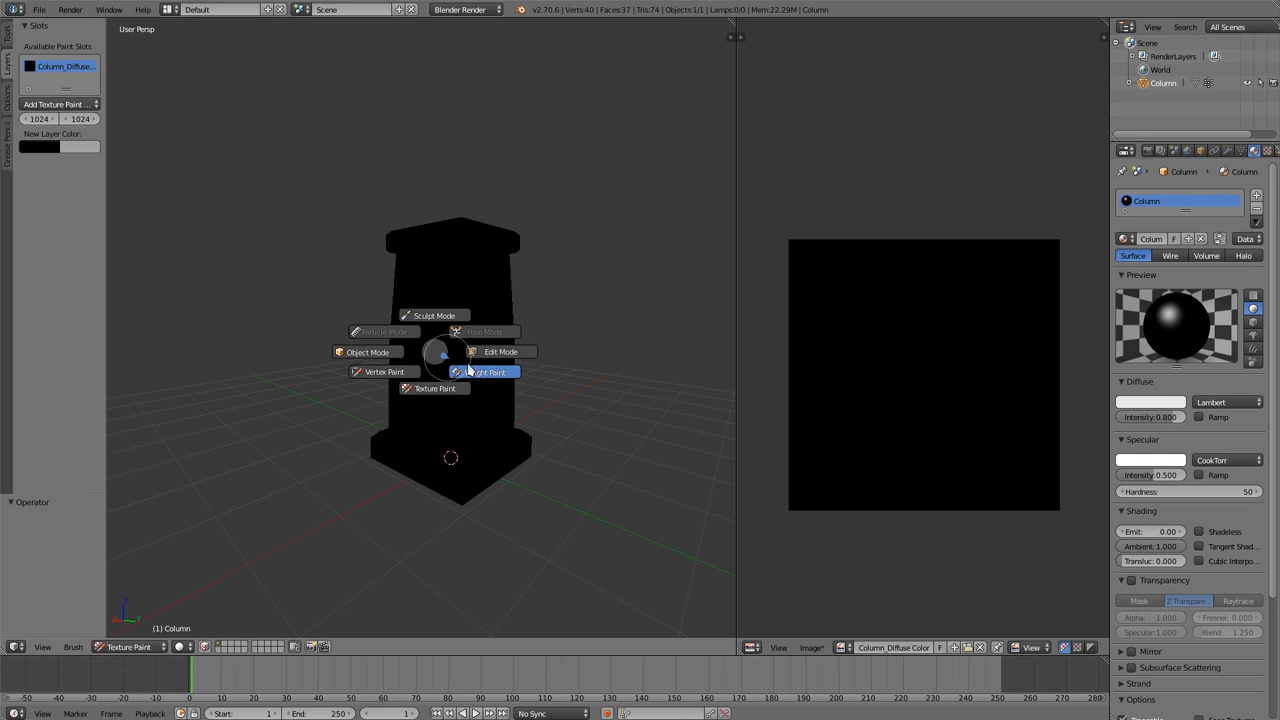 File Render Window Help Default Scene Blender Render v2.70.6 | Verts:40 | Faces:37 | Tris:74 | Objects:1/1 | Lamps:0/0 | Mem:22.29M | Column
Slots
Available Paint Slots
Column_Diffuse...
Add Texture Paint ...
1024 1024
New Layer Color:
Operator
Tools
Layers
Options
Grease Pencil
User Persp
Sculpt Mode
Particle Mode Pose Mode
Object Mode Edit Mode
Vertex Paint Weight Paint
Texture Paint
z
y
(1) Column
View Brush Texture Paint
View Image* Column_Diffuse Color F View
-50 -40 -30 -20 -10 0 10 20 30 40 50 60 70 80 90 100 110 120 130 140 150 160 170 180 190 200 210 220 230 240 250 260 270 280
View Marker Frame Playback Start: 1 End: 250 1 No Sync
View Search All Scenes
Scene
RenderLayers
World
Column
Column Column
Column
Colum F Data
Surface Wire Volume Halo
Preview
Diffuse
Lambert
Intensity:0.800 Ramp
Specular
CookTorr
Intensity:0.500 Ramp
Hardness: 50
Shading
Emit: 0.00 Shadeless
Ambient: 1.000 Tangent Shad...
Transluc: 0.000 Cubic Interpo...
Transparency
Mask Z Transpare... Raytrace
Alpha: 1.000 Fresnel: 0.000
Specular:1.000 Blend: 1.250
Mirror
Subsurface Scattering
Strand
Options